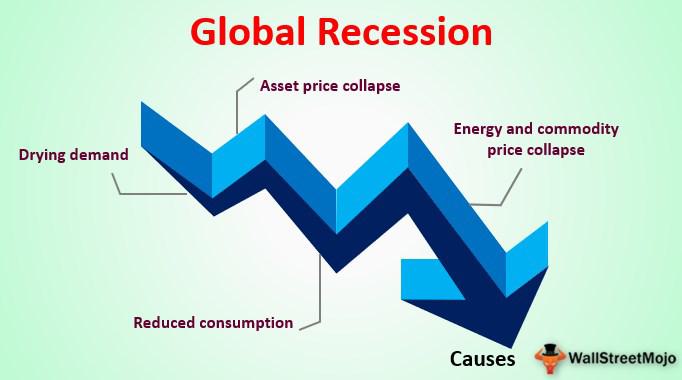 Global Recession
Asset price collapse
Drying demand
Energy and commodity
price collapse
Reduced consumption
Causes
WallStreetMojo